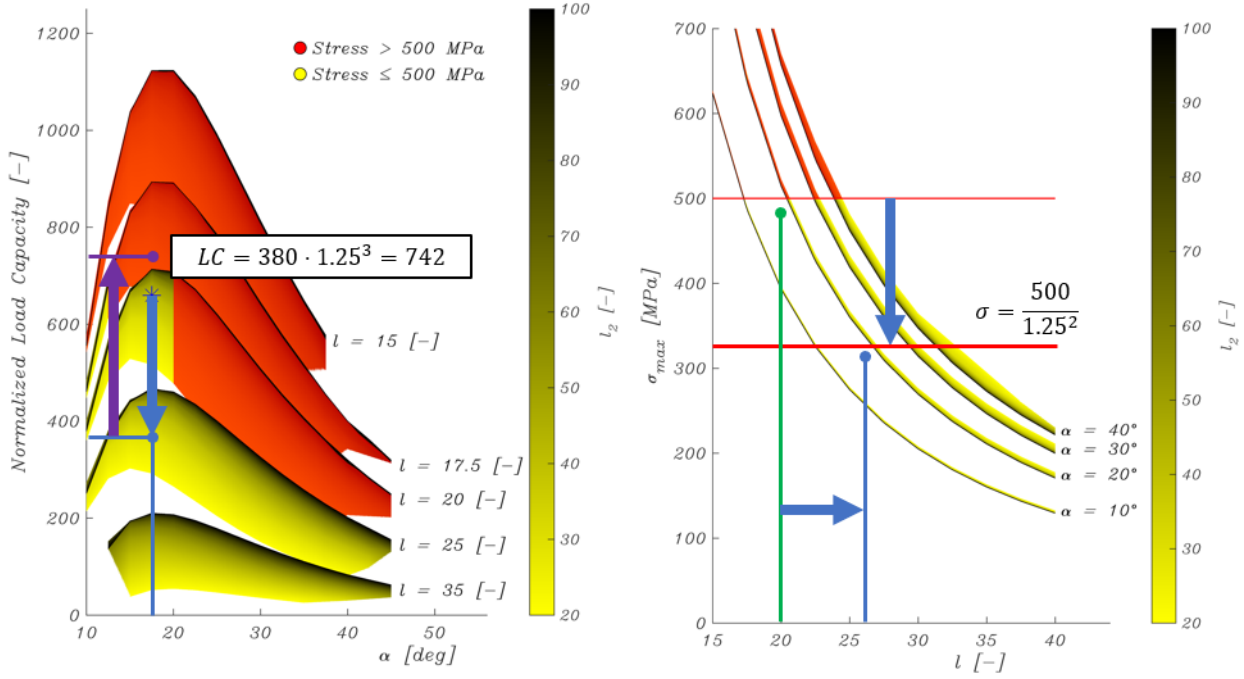 Normalized Load Capacity [-]
1200
1000
800
600
400
200
0
10
20
30
40
50
α [deg]
Stress > 500 MPa
Stress ≤ 500 MPa
LC = 380 · 1.25³ = 742
l = 15 [-]
l = 17.5 [-]
l = 20 [-]
l = 25 [-]
l = 35 [-]
100
90
80
70
60
50
40
30
20
l₂ [-]
σmax [MPa]
700
600
500
400
300
200
100
0
15
20
25
30
35
40
l [-]
σ = 500/1.25²
α = 40°
α = 30°
α = 20°
α = 10°
100
90
80
70
60
50
40
30
20
l₂ [-]